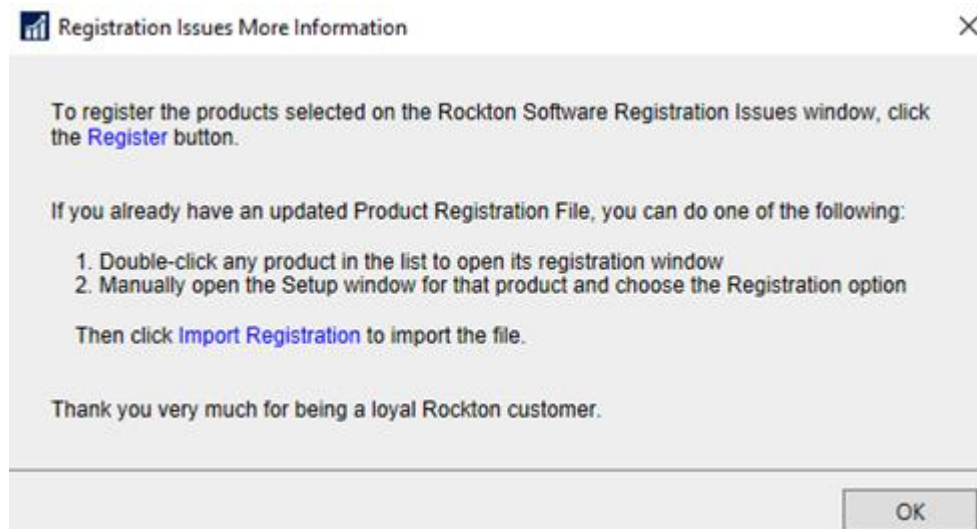 Registration Issues More Information
To register the products selected on the Rockton Software Registration Issues window, click
the Register button.
If you already have an updated Product Registration File, you can do one of the following:
1. Double-click any product in the list to open its registration window
2. Manually open the Setup window for that product and choose the Registration option
Then click Import Registration to import the file.
Thank you very much for being a loyal Rockton customer.
OK